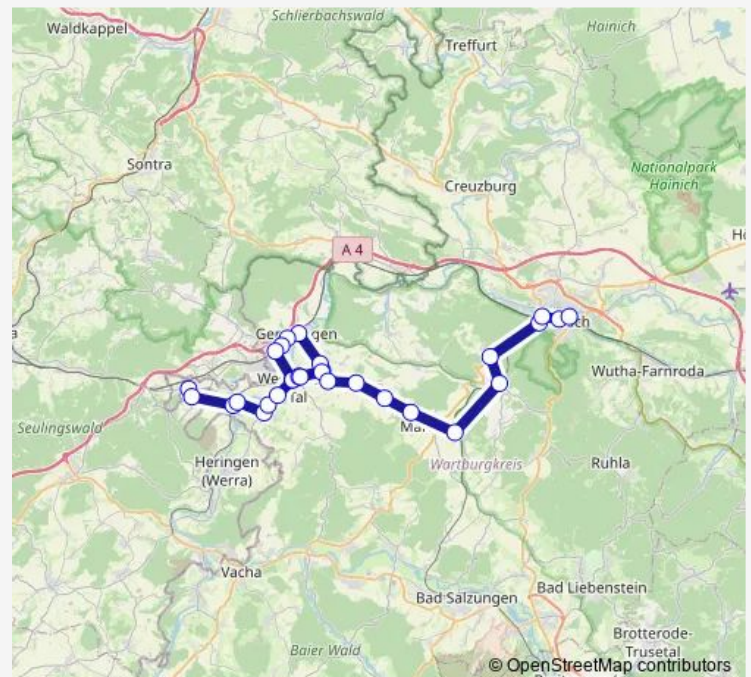 Waldkappel
Schlierbachswald
Treffurt
Hainich
Sontra
Nationalpark
Hainich
Creuzburg
A 4
Wutha-Farnroda
Seulingswald
Heringen
(Werra)
Wartburgkreis
Ruhla
Vacha
Bad Salzungen
Bad Liebenstein
Brotterode-
Trusetal
Baier Wald
© OpenStreetMap contributors